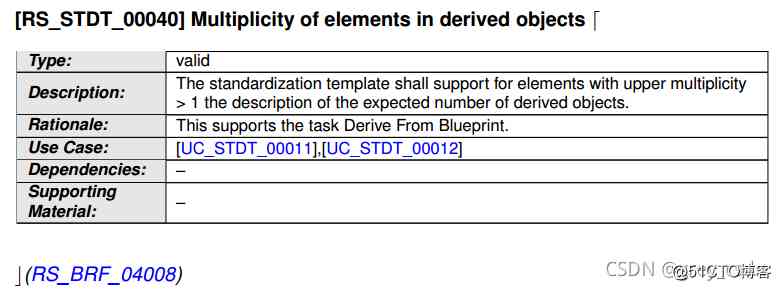 [RS_STDT_00040] Multiplicity of elements in derived objects ⌈
Type: valid
Description: The standardization template shall support for elements with upper multiplicity
> 1 the description of the expected number of derived objects.
Rationale: This supports the task Derive From Blueprint.
Use Case: [UC_STDT_00011],[UC_STDT_00012]
Dependencies: –
Supporting
Material: –
⌋(RS_BRF_04008)
CSDN
@51CTO博客